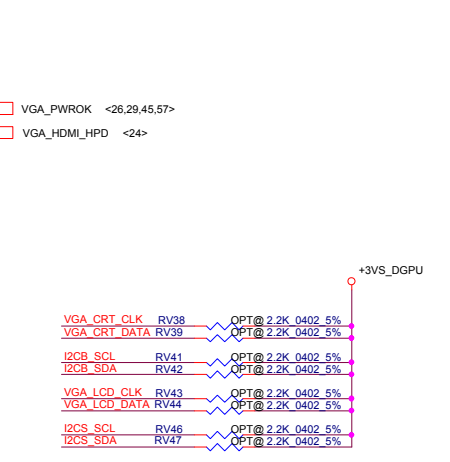 VGA_PWROK <26,29,45,57>
VGA_HDMI_HPD <24>
+3VS_DGPU
VGA_CRT_CLK RV38 OPT@ 2.2K_0402_5%
VGA_CRT_DATA RV39 OPT@ 2.2K_0402_5%
I2CB_SCL RV41 OPT@ 2.2K_0402_5%
I2CB_SDA RV42 OPT@ 2.2K_0402_5%
VGA_LCD_CLK RV43 OPT@ 2.2K_0402_5%
VGA_LCD_DATA RV44 OPT@ 2.2K_0402_5%
I2CS_SCL RV46 OPT@ 2.2K_0402_5%
I2CS_SDA RV47 OPT@ 2.2K_0402_5%